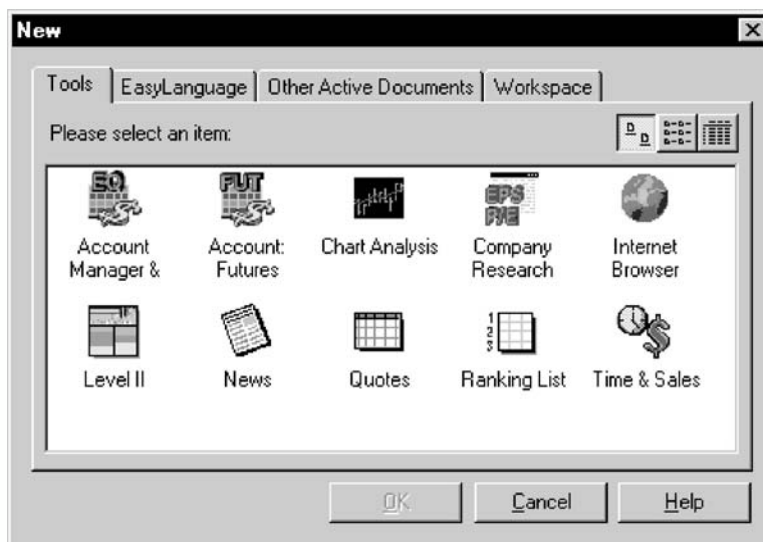 New
Tools EasyLanguage Other Active Documents Workspace
Please select an item:
EQ FUT EPS
P/E
Account Manager & Account: Futures Chart Analysis Company Research Internet Browser
1
2
3
Level II News Quotes Ranking List Time & Sales
OK Cancel Help